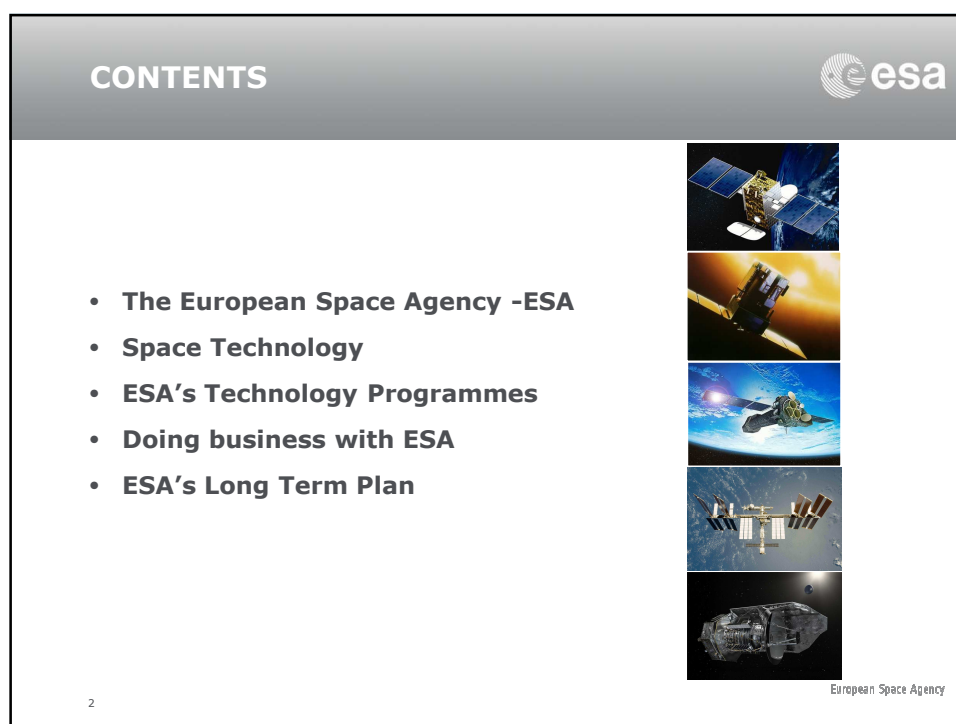 CONTENTS
esa
• The European Space Agency -ESA
• Space Technology
• ESA’s Technology Programmes
• Doing business with ESA
• ESA’s Long Term Plan
2
European Space Agency